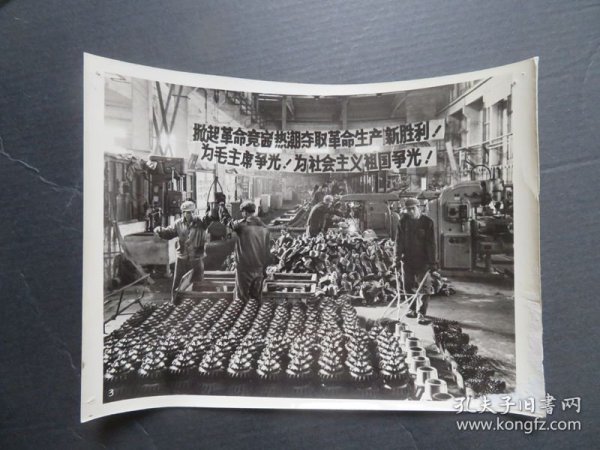 掀起革命竞赛热潮夺取革命生产新胜利！
为毛主席争光！为社会主义祖国争光！
3
孔夫子旧书网
www.kongfz.com